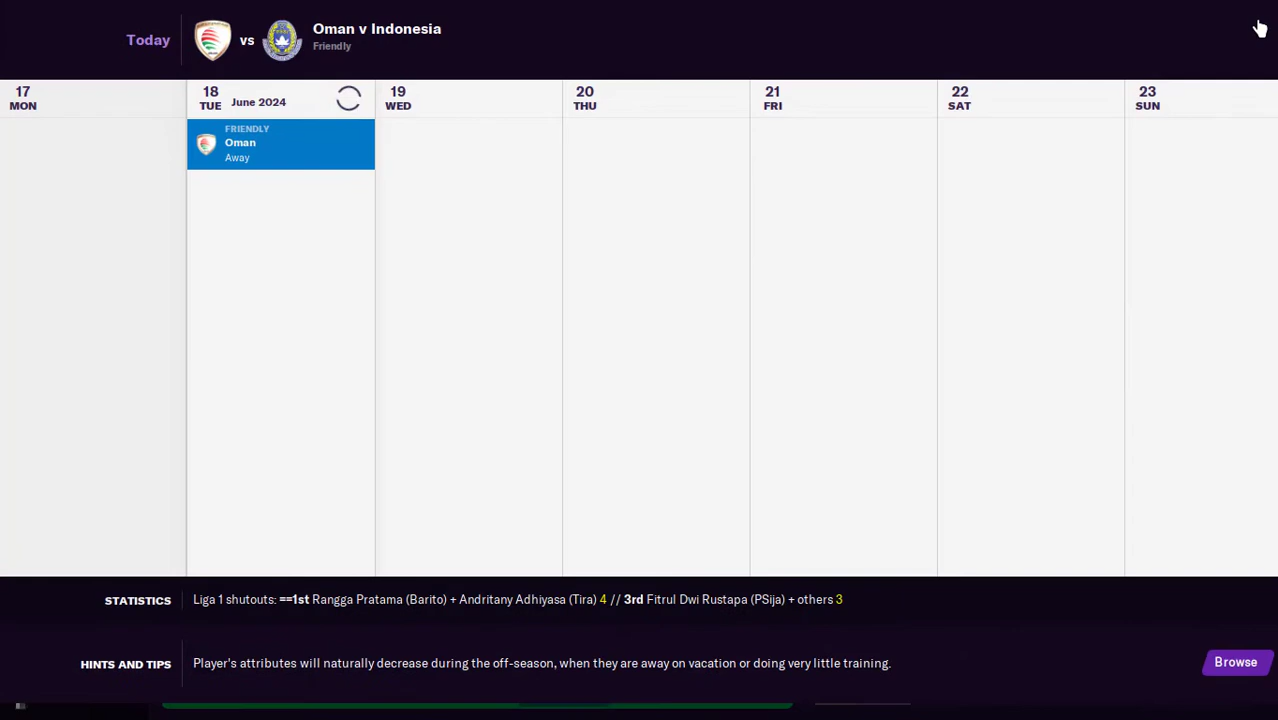 Today
vs
Oman v Indonesia
Friendly
17
MON
18
TUE June 2024
19
WED
20
THU
21
FRI
22
SAT
23
SUN
FRIENDLY
Oman
Away
STATISTICS Liga 1 shutouts: ==1st Rangga Pratama (Barito) + Andritany Adhiyasa (Tira) 4 // 3rd Fitrul Dwi Rustapa (PSija) + others 3
HINTS AND TIPS Player's attributes will naturally decrease during the off-season, when they are away on vacation or doing very little training.
Browse